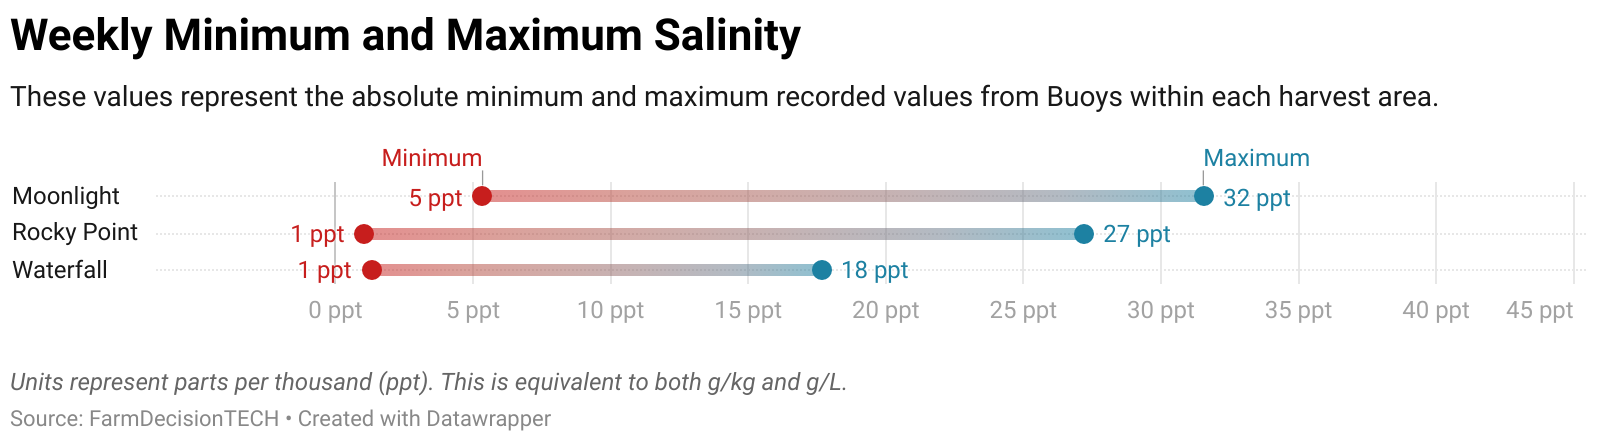 Weekly Minimum and Maximum Salinity
These values represent the absolute minimum and maximum recorded values from Buoys within each harvest area.
Minimum Maximum
Moonlight 5 ppt 32 ppt
Rocky Point 1 ppt 27 ppt
Waterfall 1 ppt 18 ppt
0 ppt 5 ppt 10 ppt 15 ppt 20 ppt 25 ppt 30 ppt 35 ppt 40 ppt 45 ppt
Units represent parts per thousand (ppt). This is equivalent to both g/kg and g/L.
Source: FarmDecisionTECH • Created with Datawrapper